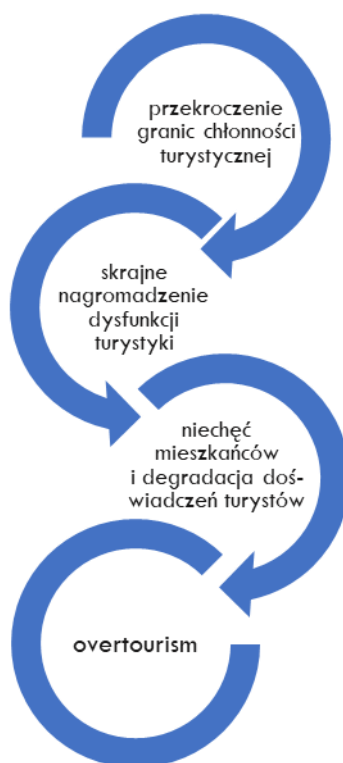 przekroczenie
granic chłonności
turystycznej
skrajne
nagromadzenie
dysfunkcji
turystyki
niechęć
mieszkańców
i degradacja doś-
wiadczeń turystów
overtourism